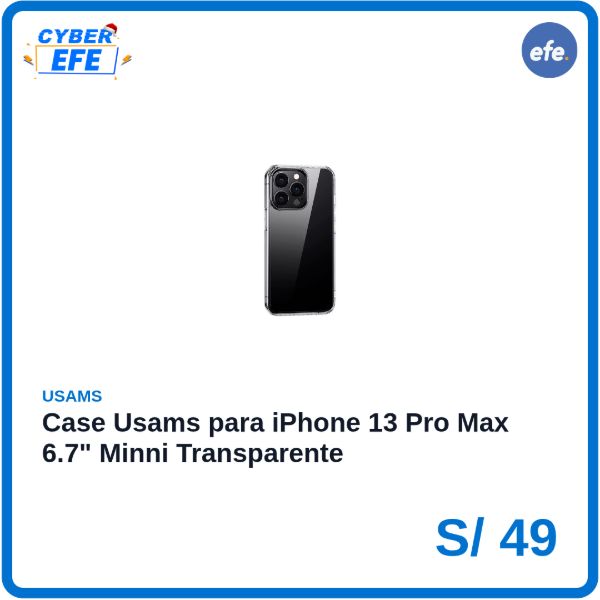 CYBER
EFE
efe.
USAMS
Case Usams para iPhone 13 Pro Max
6.7" Minni Transparente
S/ 49